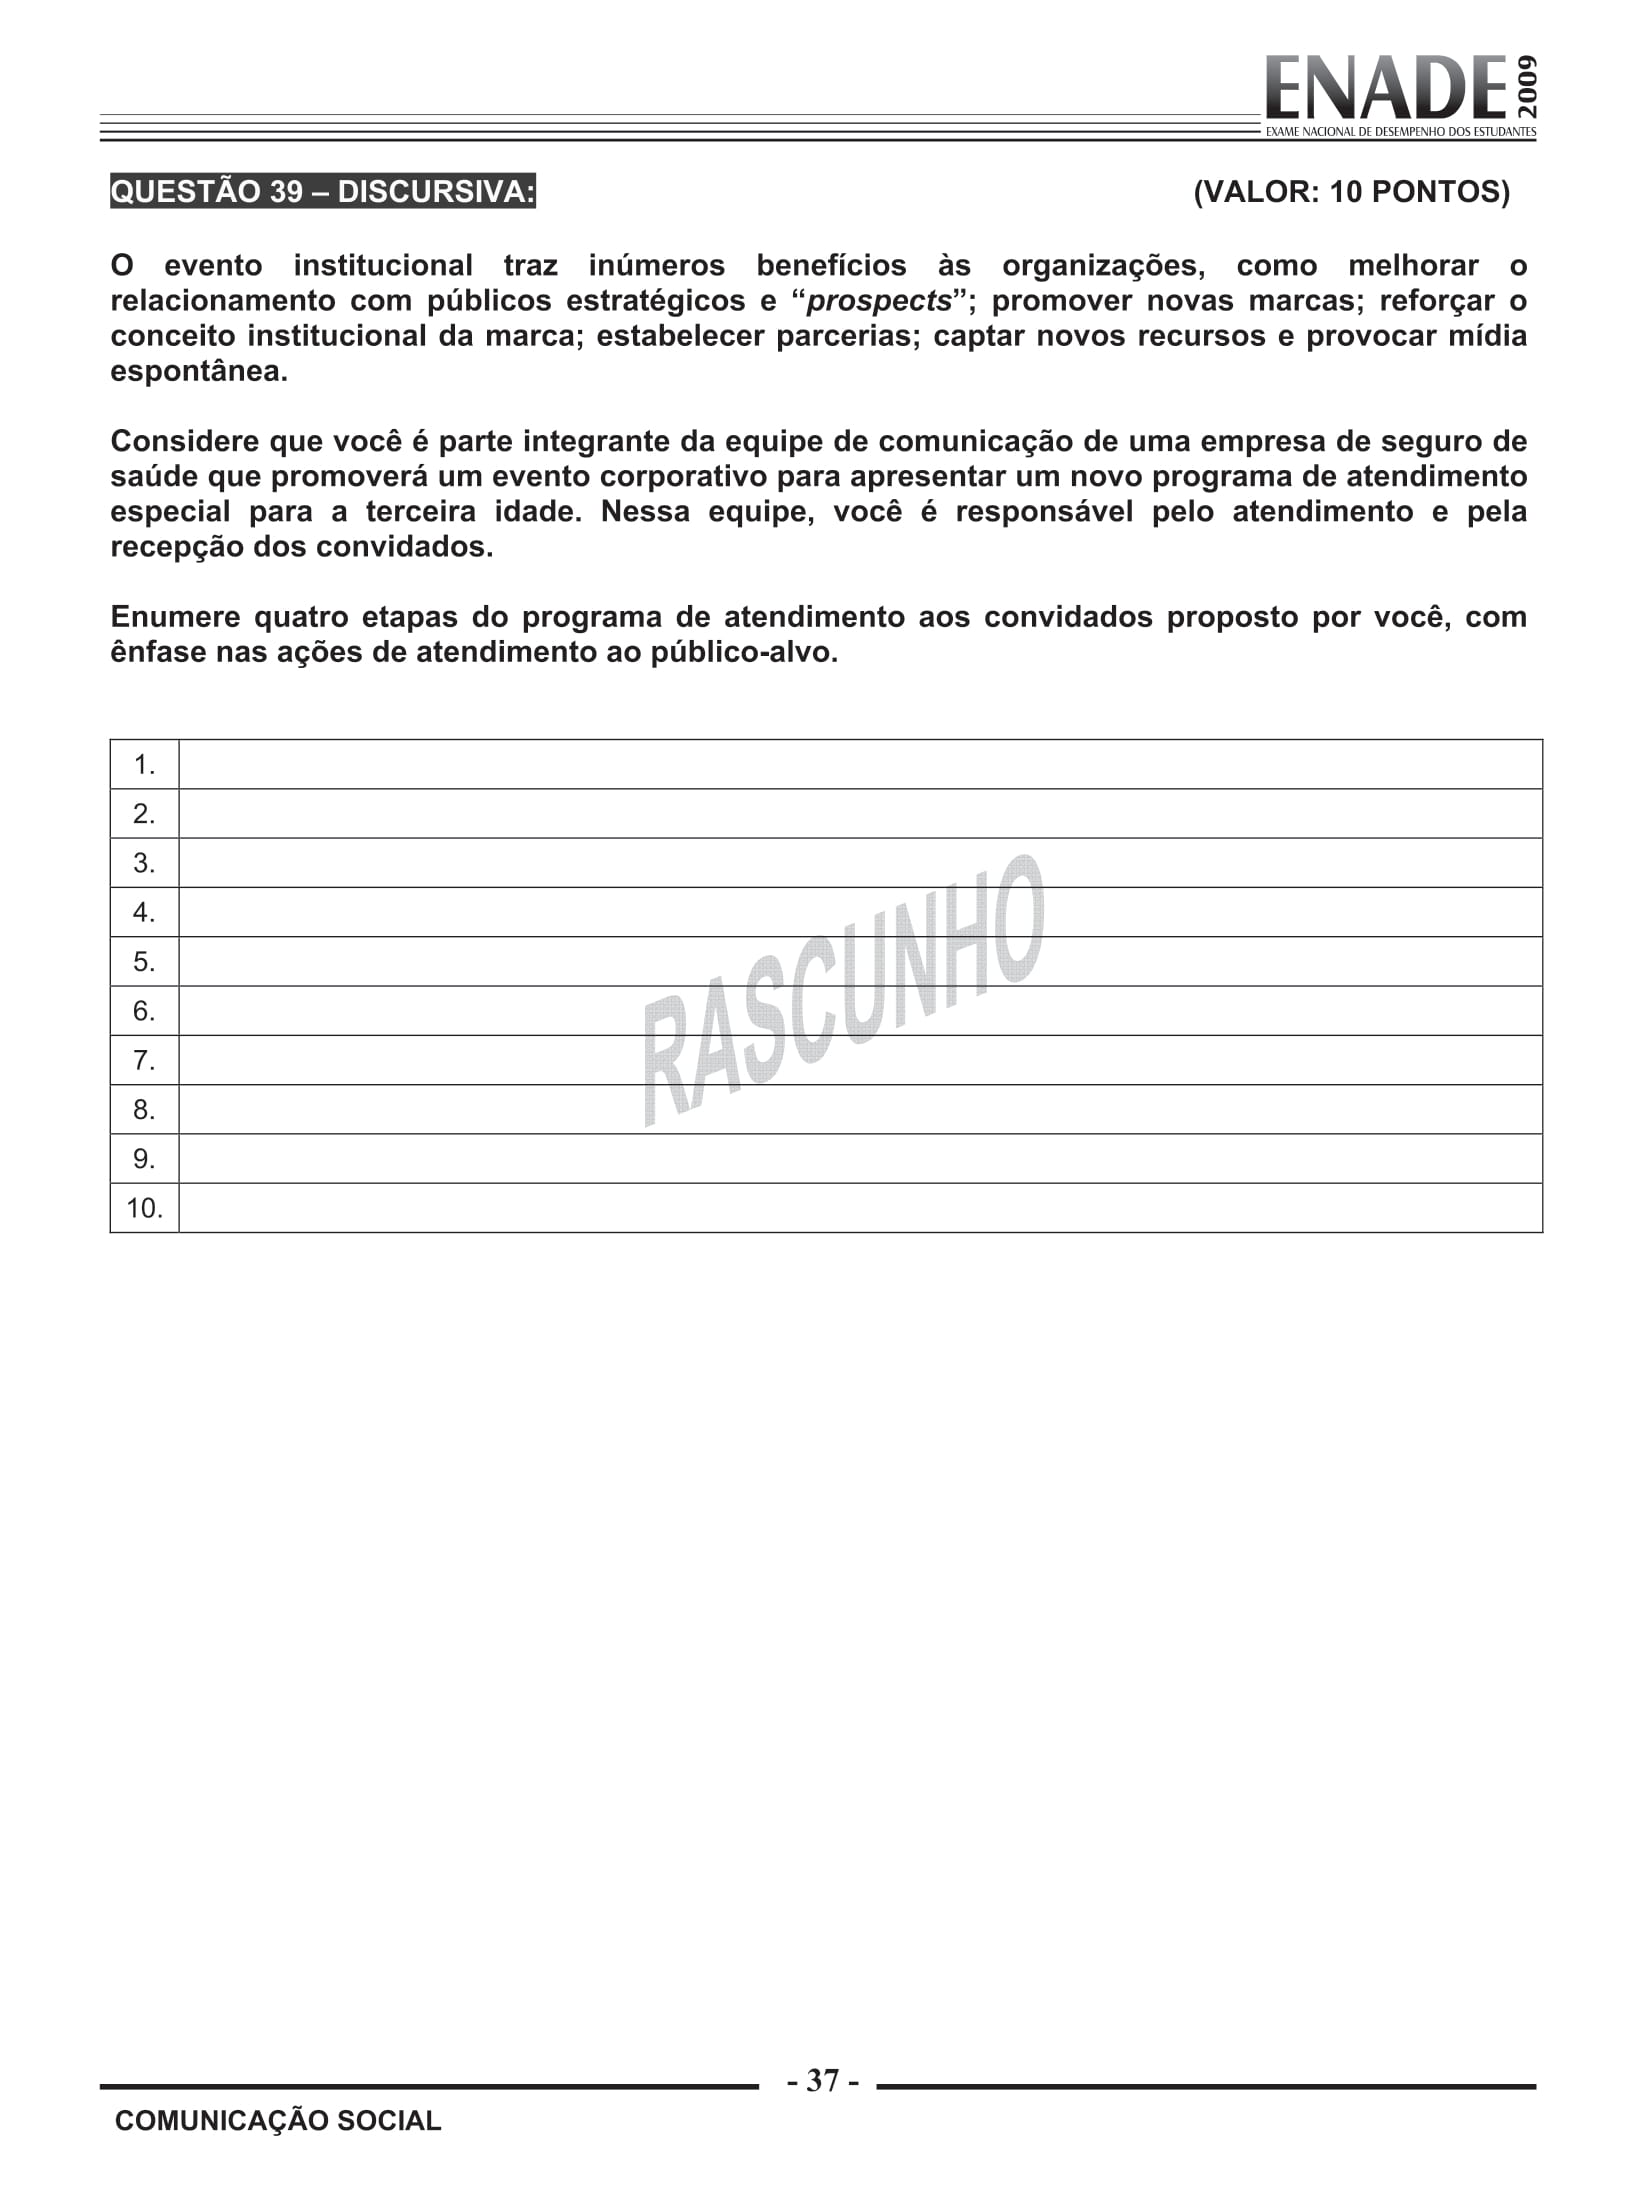 ENADE 2009
EXAME NACIONAL DE DESEMPENHO DOS ESTUDANTES
QUESTÃO 39 – DISCURSIVA: (VALOR: 10 PONTOS)
O evento institucional traz inúmeros benefícios às organizações, como melhorar o
relacionamento com públicos estratégicos e “prospects”; promover novas marcas; reforçar o
conceito institucional da marca; estabelecer parcerias; captar novos recursos e provocar mídia
espontânea.
Considere que você é parte integrante da equipe de comunicação de uma empresa de seguro de
saúde que promoverá um evento corporativo para apresentar um novo programa de atendimento
especial para a terceira idade. Nessa equipe, você é responsável pelo atendimento e pela
recepção dos convidados.
Enumere quatro etapas do programa de atendimento aos convidados proposto por você, com
ênfase nas ações de atendimento ao público-alvo.
1.
2.
3.
4.
5.
6.
7.
8.
9.
10.
RASCUNHO
- 37 -
COMUNICAÇÃO SOCIAL